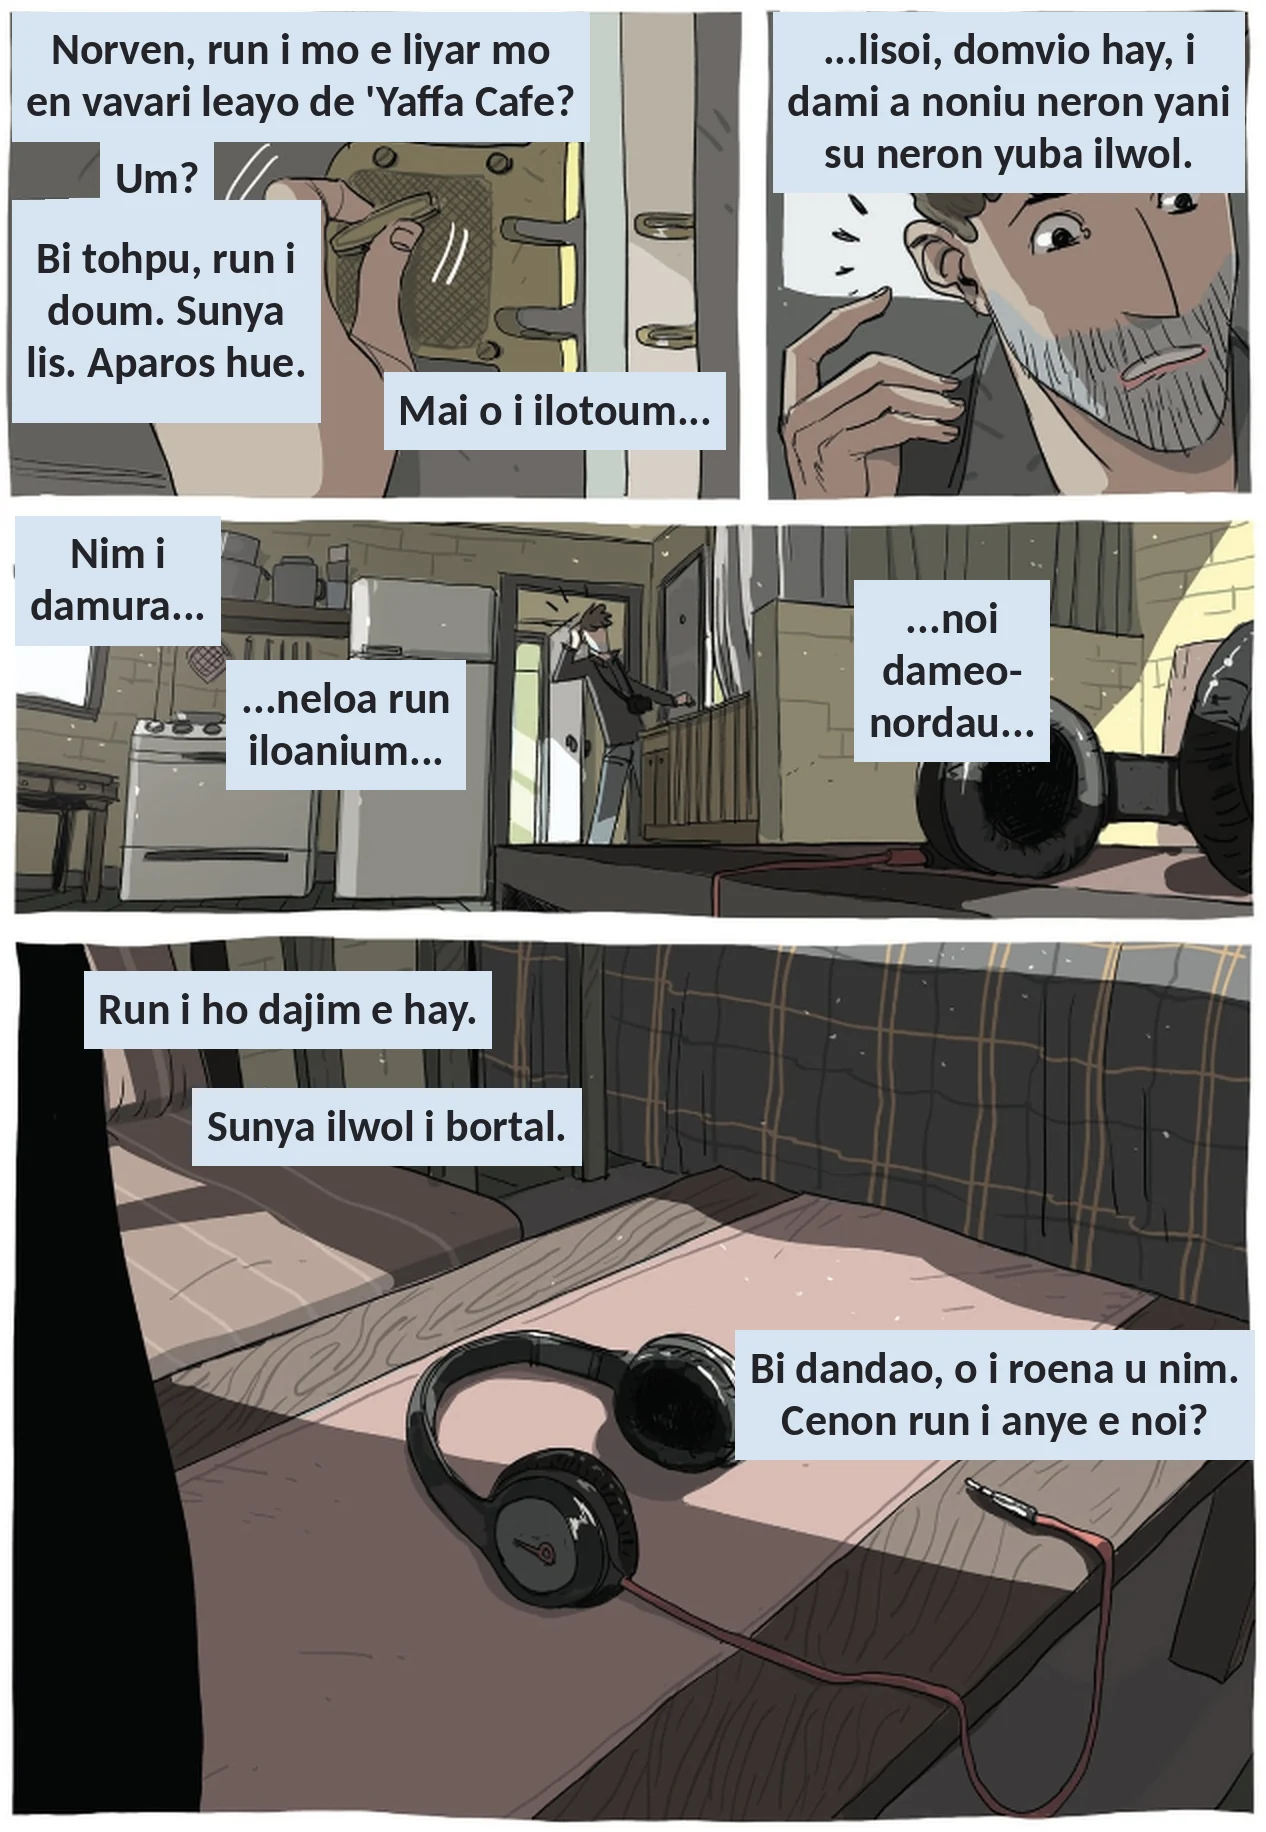 Norven, run i mo e liyar mo
en vavari leayo de 'Yaffa Cafe?
Um?
Bi tohpu, run i
doum. Sunya
lis. Aparos hue.
Mai o i ilotoum...
...lisoi, domvio hay, i
dami a noniu neron yani
su neron yuba ilwol.
Nim i
damura...
...neloa run
iloanium...
...noi
dameo-
nordau...
Run i ho dajim e hay.
Sunya ilwol i bortal.
Bi dandao, o i roena u nim.
Cenon run i anye e noi?